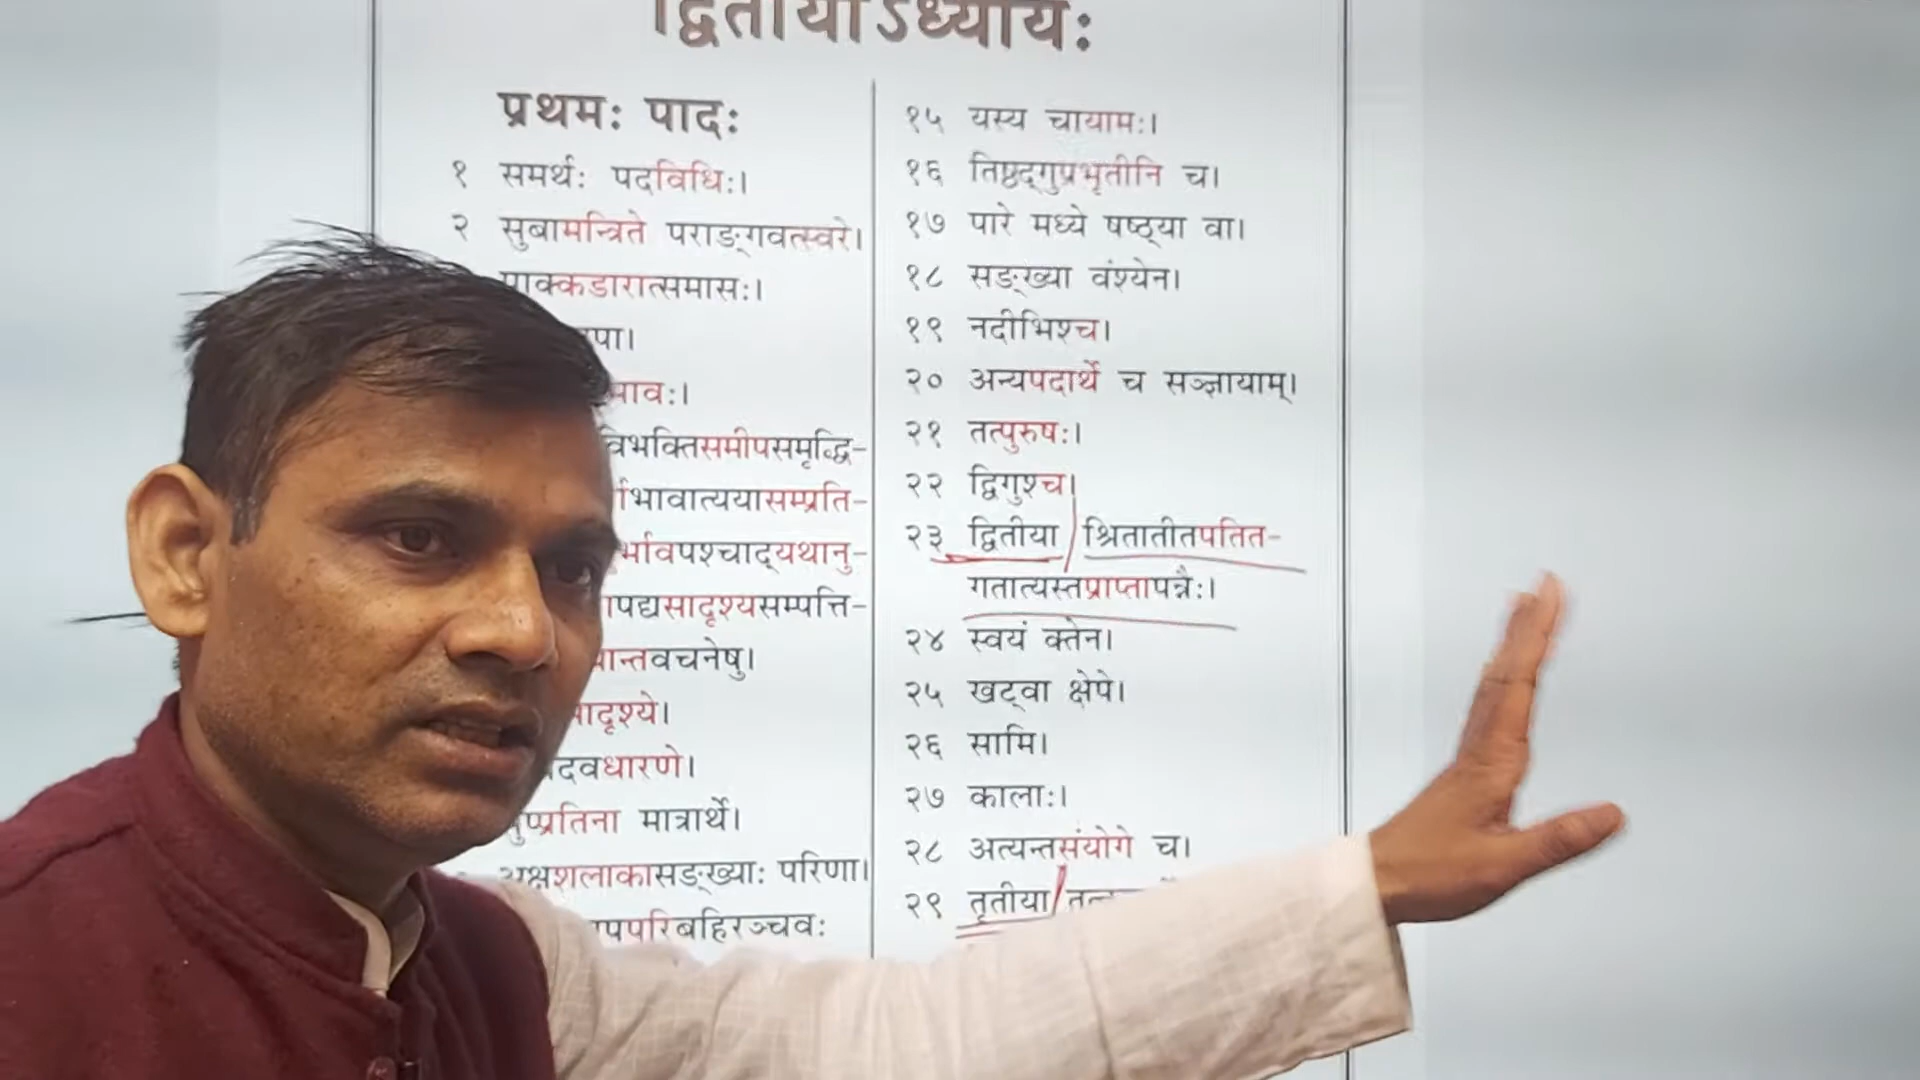 द्वितीयोऽध्यायः
प्रथमः पादः
१ समर्थः पदविधिः।
२ सुबामन्त्रिते पराङ्गवत्स्वरे।
प्राक्कडारात्समासः।
पा।
भावः।
विभक्तिसमीपसमृद्धि-
भावात्ययासम्प्रति-
र्भावपश्चाद्यथानु-
पद्यसादृश्यसम्पत्ति-
न्तवचनेषु।
सादृश्ये।
दवधारणे।
सुप्प्रतिना मात्रार्थे।
अक्षशलाकासङ्ख्याः परिणा।
पपरिबहिरञ्चवः
१५ यस्य चायामः।
१६ तिष्ठद्गुप्रभृतीनि च।
१७ पारे मध्ये षष्ठ्या वा।
१८ सङ्ख्या वंश्येन।
१९ नदीभिश्च।
२० अन्यपदार्थे च सञ्ज्ञायाम्।
२१ तत्पुरुषः।
२२ द्विगुश्च।
२३ द्वितीया श्रितातीतपतित-
गतात्यस्तप्राप्तापन्नैः।
२४ स्वयं क्तेन।
२५ खट्वा क्षेपे।
२६ सामि।
२७ कालाः।
२८ अत्यन्तसंयोगे च।
२९ तृतीया